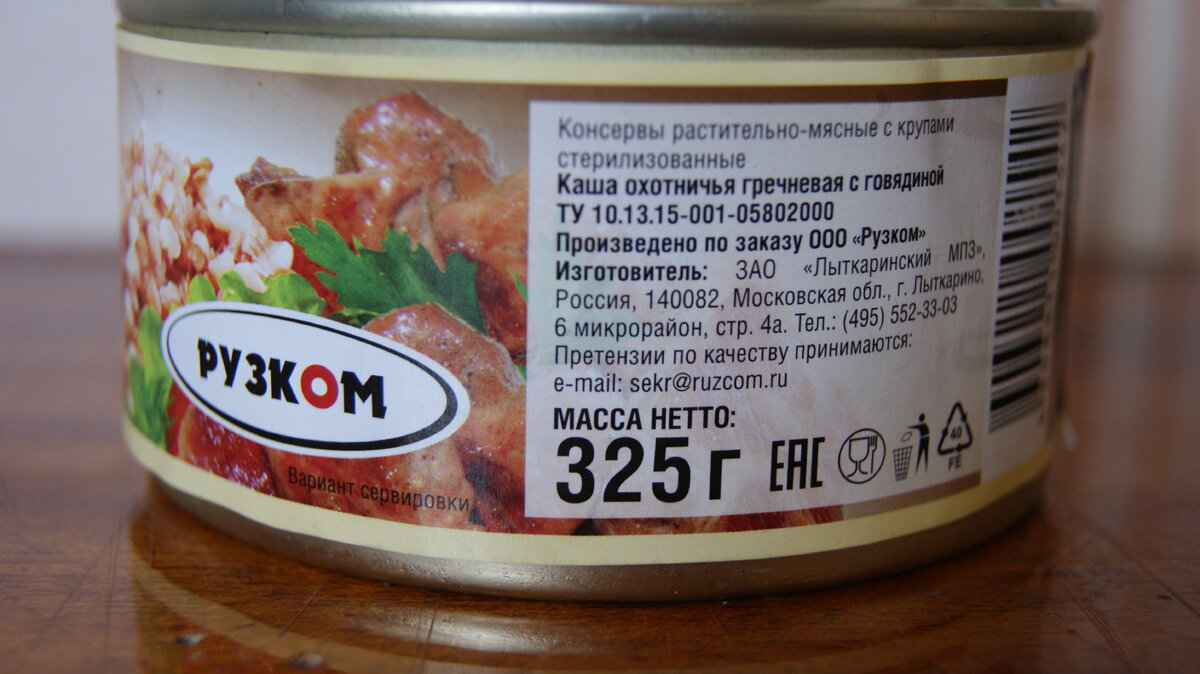 РУЗКОМ
Вариант сервировки
Консервы растительно-мясные с крупами
стерилизованные
Каша охотничья гречневая с говядиной
ТУ 10.13.15-001-05802000
Произведено по заказу ООО «Рузком»
Изготовитель: ЗАО «Лыткаринский МПЗ»,
Россия, 140082, Московская обл., г. Лыткарино,
6 микрорайон, стр. 4а. Тел.: (495) 552-33-03
Претензии по качеству принимаются:
e-mail: sekr@ruzcom.ru
МАССА НЕТТО:
325 г
EAC
40
FE